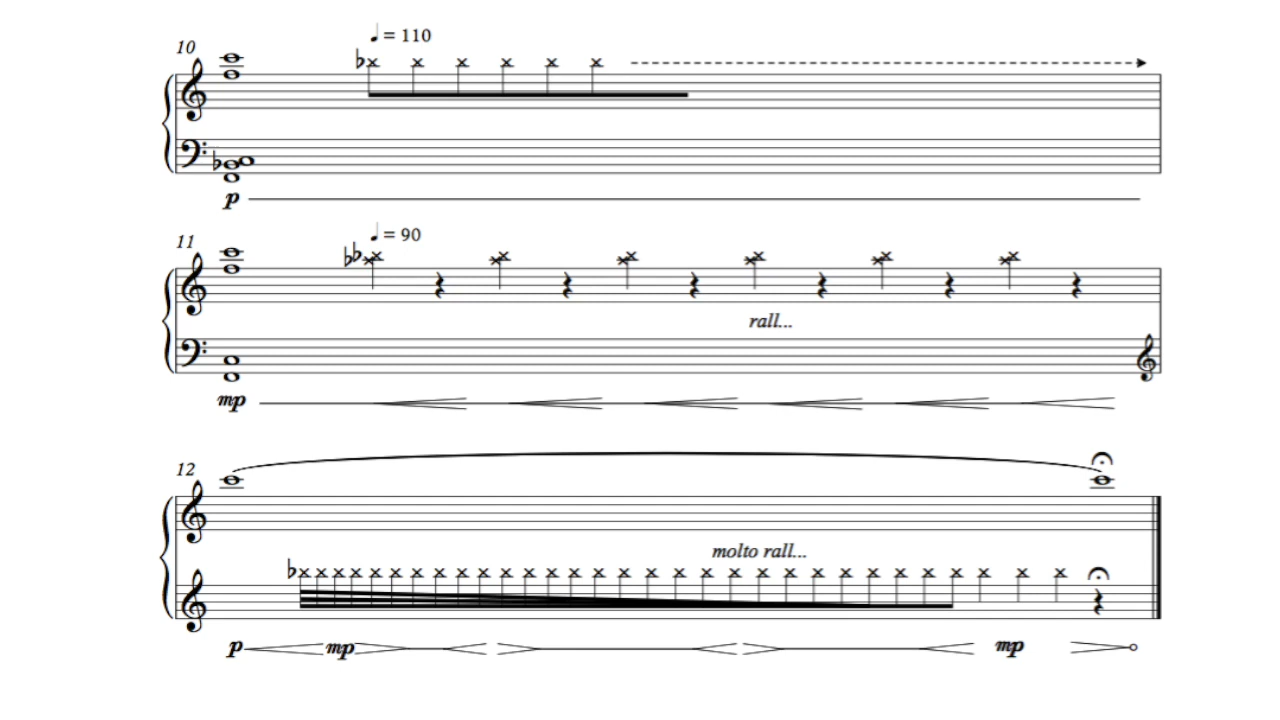 ♩ = 110
10
p
♩ = 90
11
rall...
mp
12
molto rall...
p mp mp